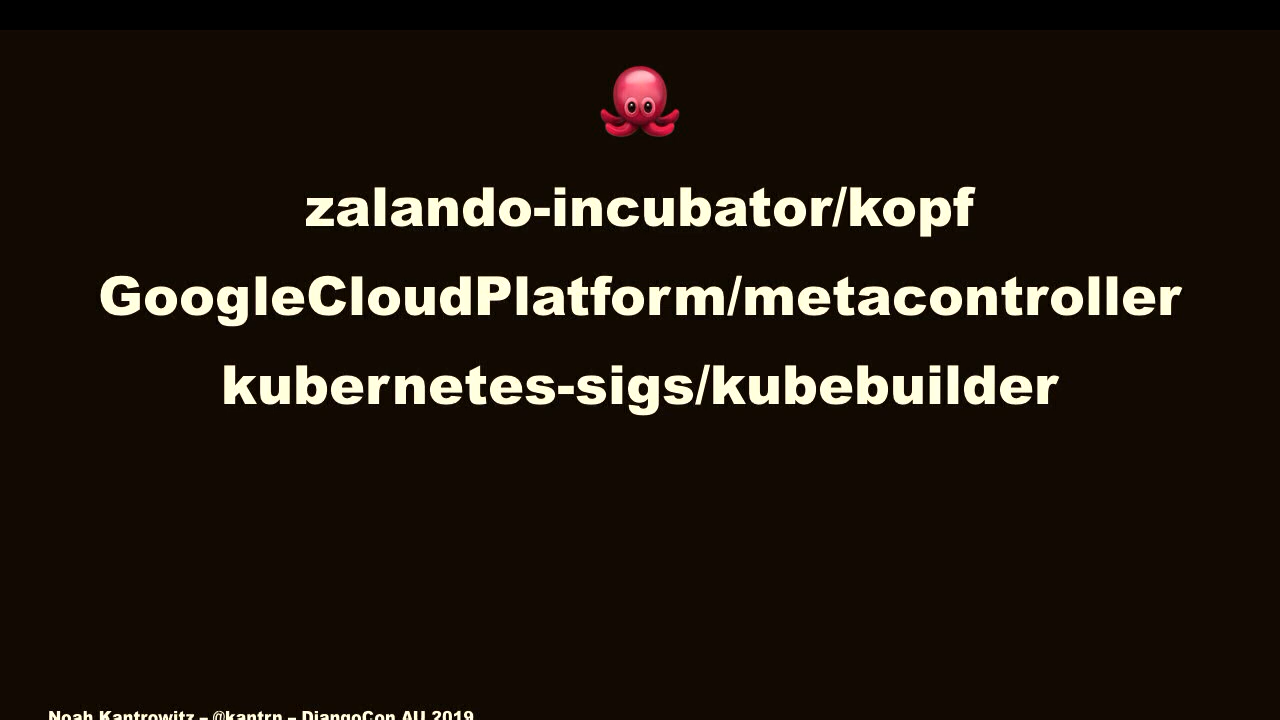 zalando-incubator/kopf
GoogleCloudPlatform/metacontroller
kubernetes-sigs/kubebuilder
Noah Kantrowitz – @kantrn – DjangoCon AU 2019